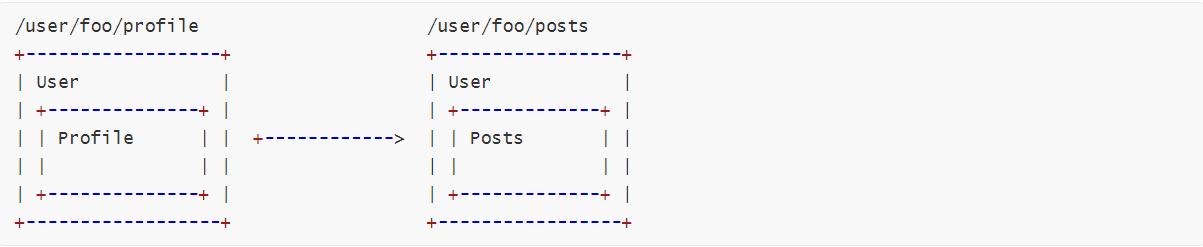 /user/foo/profile                     /user/foo/posts
+------------------+                  +-----------------+
| User             |                  | User            |
| +--------------+ |                  | +-------------+ |
| | Profile      | |  +------------>  | | Posts       | |
| |              | |                  | |             | |
| +--------------+ |                  | +-------------+ |
+------------------+                  +-----------------+